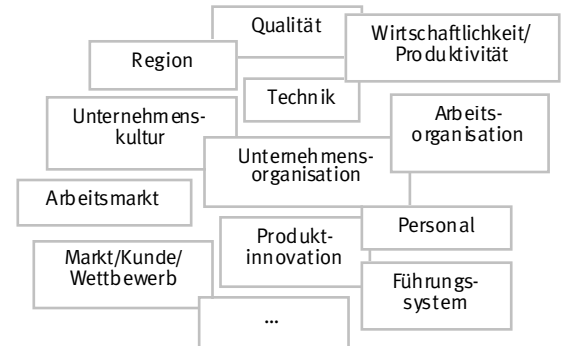 Qualität
Wirtschaftlichkeit/
Produktivität
Region
Technik
Unternehmens-
kultur
Arbeits-
organisation
Unternehmens-
organisation
Arbeitsmarkt
Personal
Produkt-
innovation
Markt/Kunde/
Wettbewerb
Führungs-
system
...